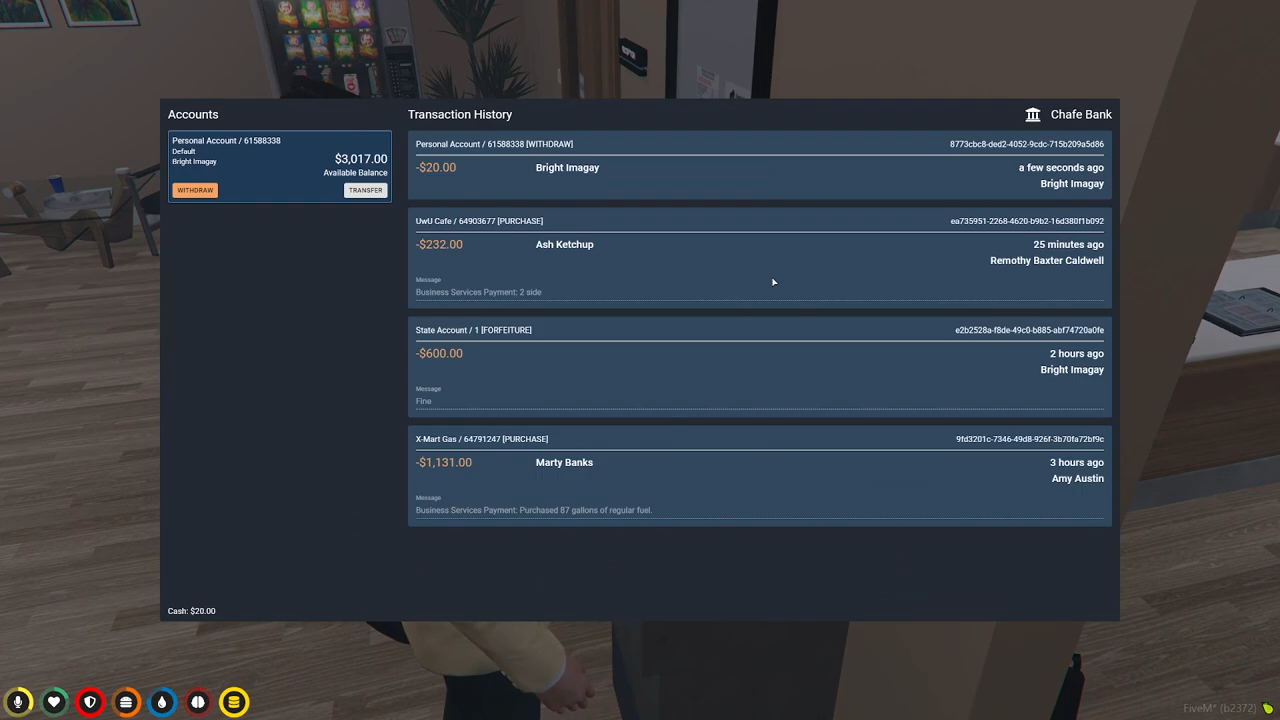 Accounts
Personal Account / 61588338
Default
Bright Imagay
$3,017.00
Available Balance
WITHDRAW
TRANSFER
Transaction History
Chafe Bank
Personal Account / 61588338 [WITHDRAW]
8773cbc8-ded2-4052-9cdc-715b209a5d86
-$20.00
Bright Imagay
a few seconds ago
Bright Imagay
UwU Cafe / 64903677 [PURCHASE]
ea735951-2268-4620-b9b2-16d380f1b092
-$232.00
Ash Ketchup
25 minutes ago
Remothy Baxter Caldwell
Message
Business Services Payment; 2 side
State Account / 1 [FORFEITURE]
e2b2528a-f8de-49c0-b885-abf74720a0fe
-$600.00
2 hours ago
Bright Imagay
Message
Fine
X-Mart Gas / 64791247 [PURCHASE]
9fd3201c-7346-49d8-926f-3b70fa72bf9c
-$1,131.00
Marty Banks
3 hours ago
Amy Austin
Message
Business Services Payment: Purchased 87 gallons of regular fuel.
Cash: $20.00
FiveM* (b2372)